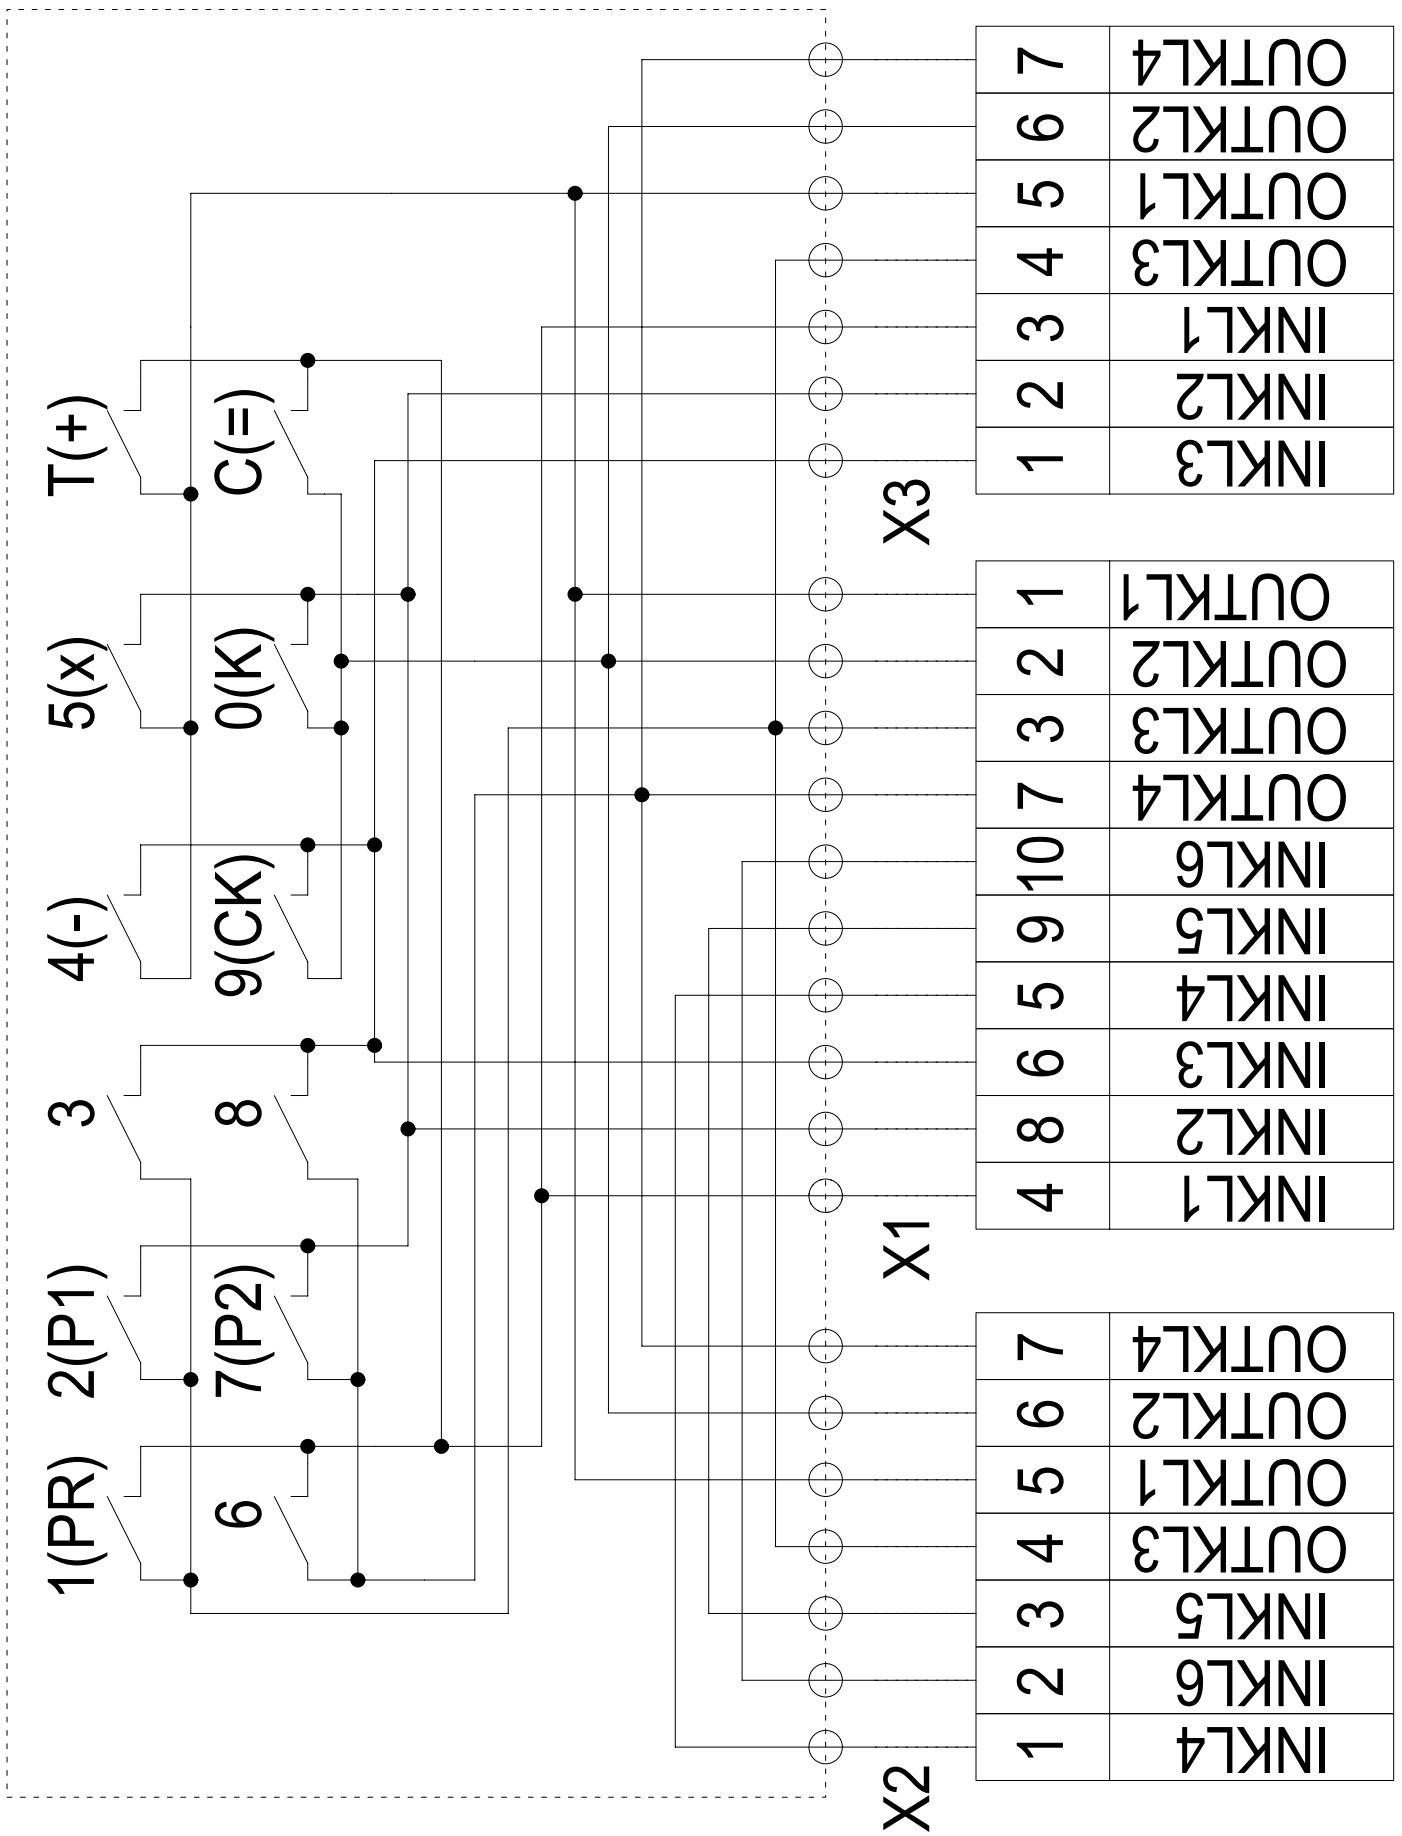 1(PR)
2(P1)
3
4(-)
5(x)
T(+)
6
7(P2)
8
9(CK)
0(K)
C(=)
X2
1 INKL4
2 INKL6
3 INKL5
4 OUTKL3
5 OUTKL1
6 OUTKL2
7 OUTKL4
X1
4 INKL1
8 INKL2
6 INKL3
5 INKL4
9 INKL5
10 INKL6
7 OUTKL4
3 OUTKL3
2 OUTKL2
1 OUTKL1
X3
1 INKL3
2 INKL2
3 INKL1
4 OUTKL3
5 OUTKL1
6 OUTKL2
7 OUTKL4